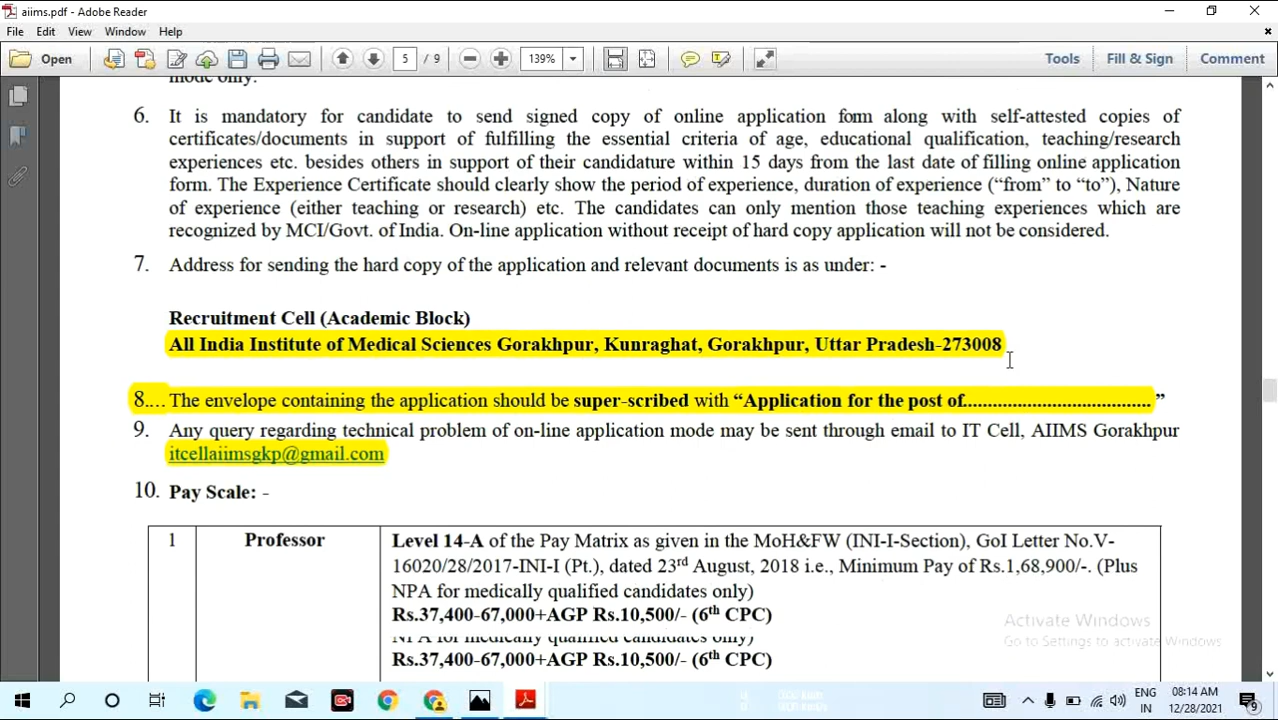 aiims.pdf - Adobe Reader
File Edit View Window Help
Open 5 / 9 139% Tools Fill & Sign Comment
mode only.
6. It is mandatory for candidate to send signed copy of online application form along with self-attested copies of
certificates/documents in support of fulfilling the essential criteria of age, educational qualification, teaching/research
experiences etc. besides others in support of their candidature within 15 days from the last date of filling online application
form. The Experience Certificate should clearly show the period of experience, duration of experience (“from” to “to”), Nature
of experience (either teaching or research) etc. The candidates can only mention those teaching experiences which are
recognized by MCI/Govt. of India. On-line application without receipt of hard copy application will not be considered.
7. Address for sending the hard copy of the application and relevant documents is as under: -
Recruitment Cell (Academic Block)
All India Institute of Medical Sciences Gorakhpur, Kunraghat, Gorakhpur, Uttar Pradesh-273008
8.... The envelope containing the application should be super-scribed with “Application for the post of..................................... ”
9. Any query regarding technical problem of on-line application mode may be sent through email to IT Cell, AIIMS Gorakhpur
itcellaiimsgkp@gmail.com
10. Pay Scale: -
1 Professor Level 14-A of the Pay Matrix as given in the MoH&FW (INI-I-Section), GoI Letter No.V-
16020/28/2017-INI-I (Pt.), dated 23rd August, 2018 i.e., Minimum Pay of Rs.1,68,900/-. (Plus
NPA for medically qualified candidates only)
Rs.37,400-67,000+AGP Rs.10,500/- (6th CPC)
NPA for medically qualified candidates only)
Rs.37,400-67,000+AGP Rs.10,500/- (6th CPC)
Activate Windows
Go to Settings to activate Windows.
ENG 08:14 AM
IN 12/28/2021 9